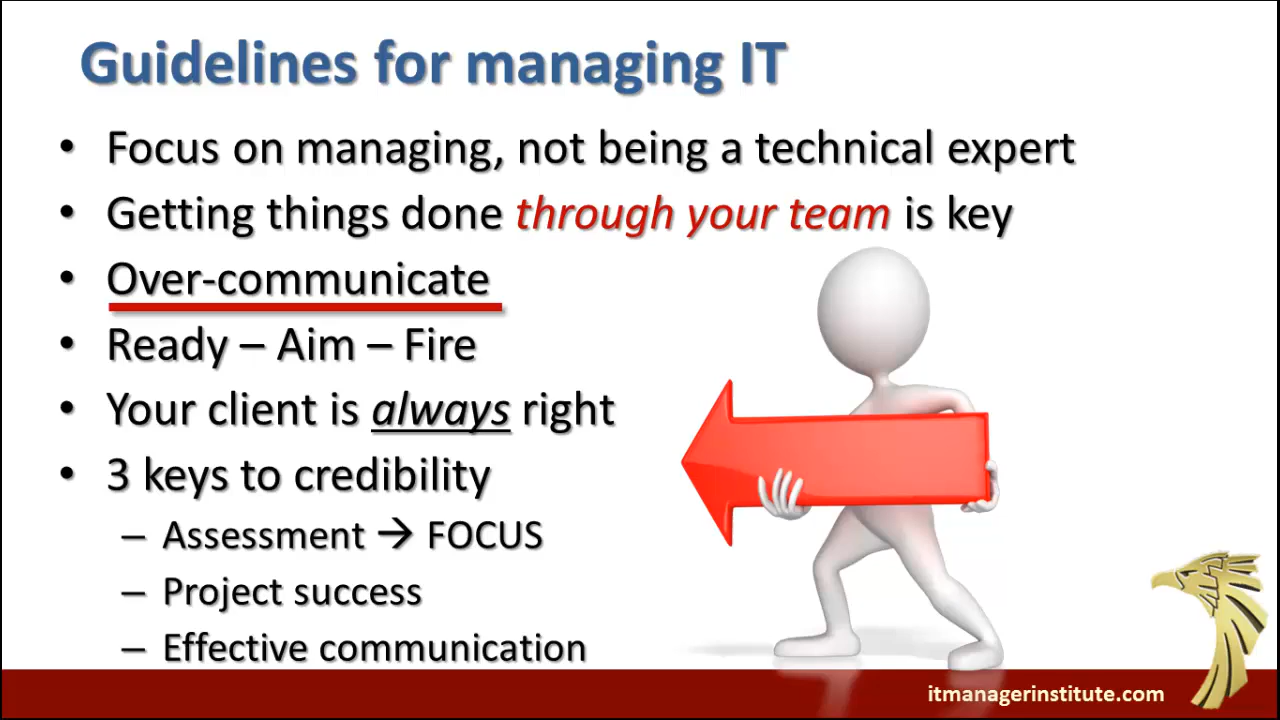 Guidelines for managing IT
• Focus on managing, not being a technical expert
• Getting things done through your team is key
• Over-communicate
• Ready – Aim – Fire
• Your client is always right
• 3 keys to credibility
– Assessment → FOCUS
– Project success
– Effective communication
itmanagerinstitute.com